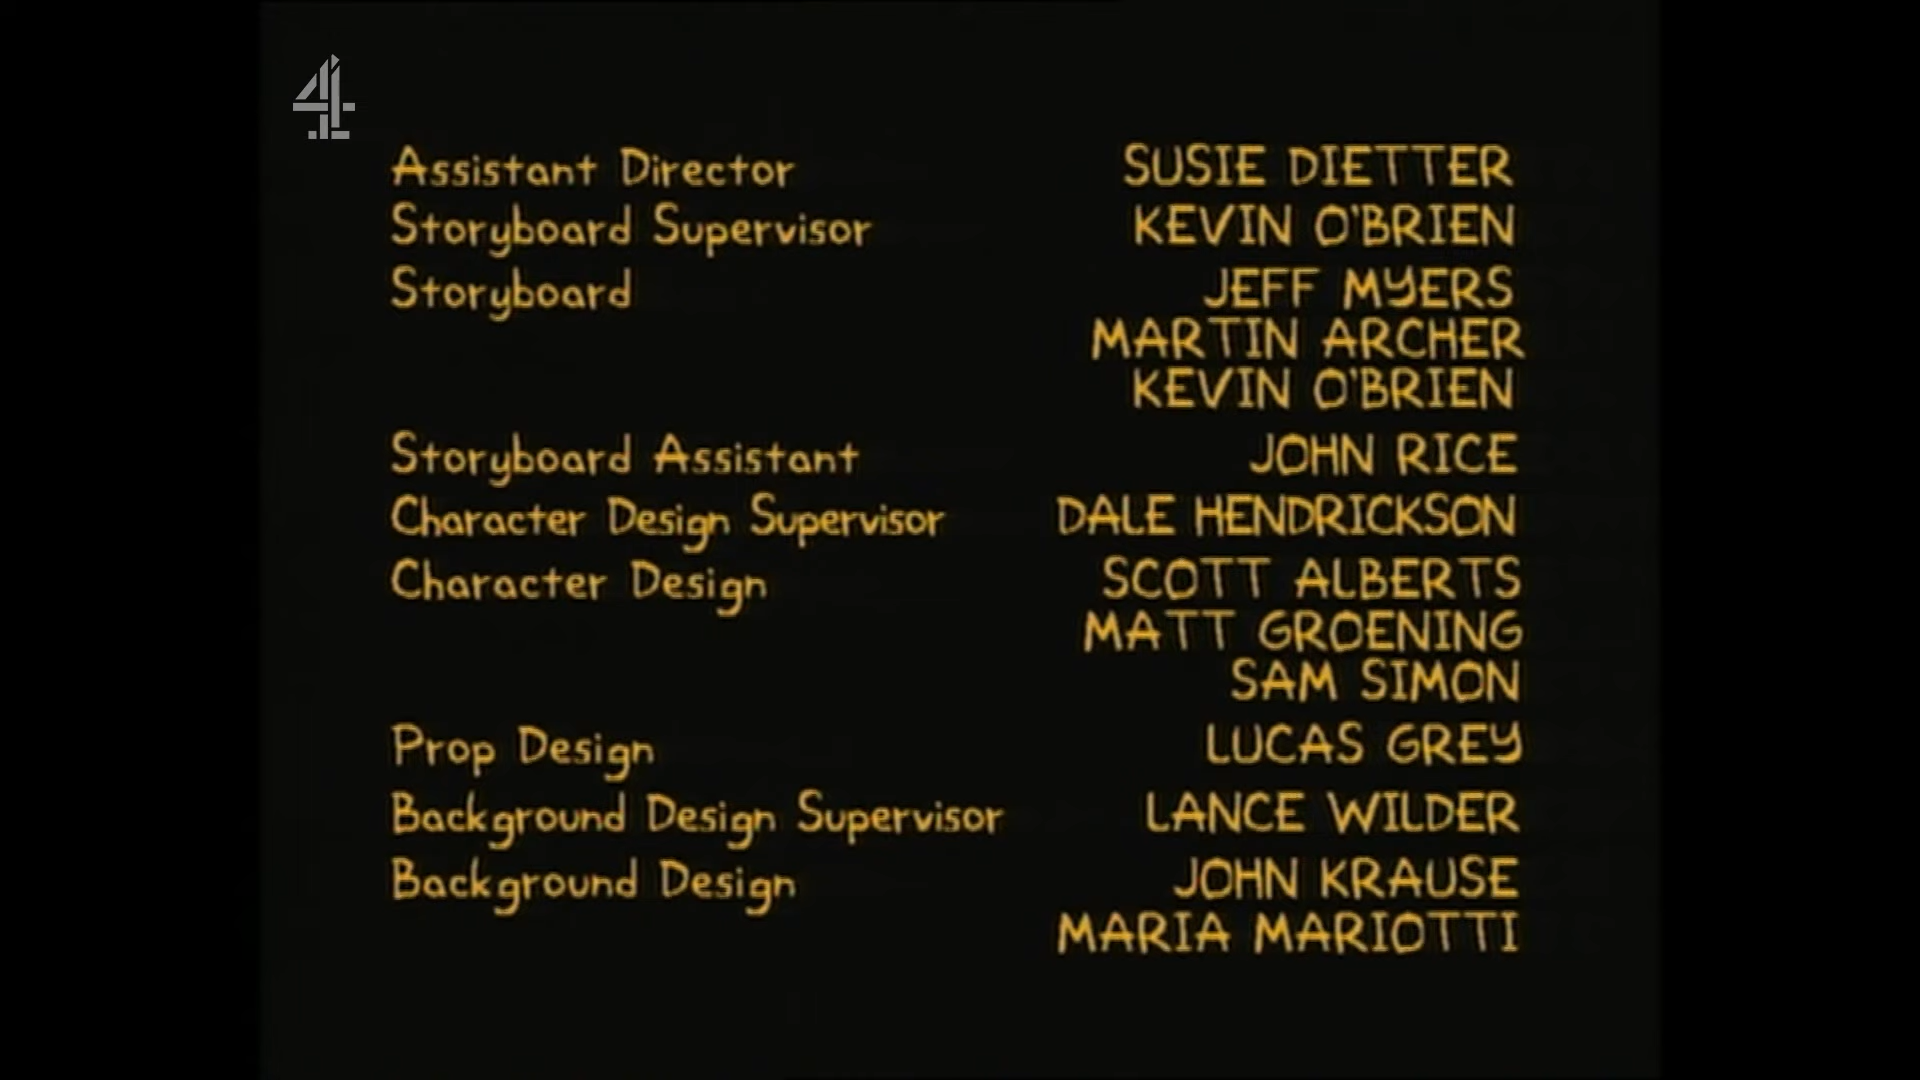 4
Assistant Director SUSIE DIETTER
Storyboard Supervisor KEVIN O'BRIEN
Storyboard JEFF MYERS
MARTIN ARCHER
KEVIN O'BRIEN
Storyboard Assistant JOHN RICE
Character Design Supervisor DALE HENDRICKSON
Character Design SCOTT ALBERTS
MATT GROENING
SAM SIMON
Prop Design LUCAS GREY
Background Design Supervisor LANCE WILDER
Background Design JOHN KRAUSE
MARIA MARIOTTI